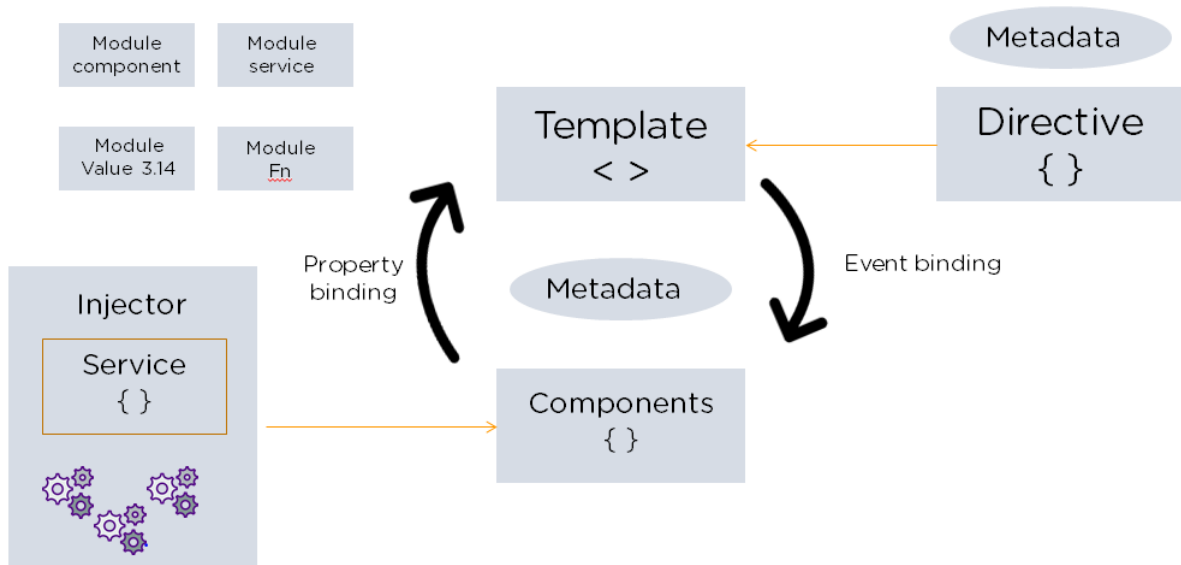 Module
component
Module
service
Module
Value 3.14
Module
Fn
Metadata
Template
< >
Directive
{ }
Property
binding
Metadata
Event binding
Injector
Service
{ }
Components
{ }